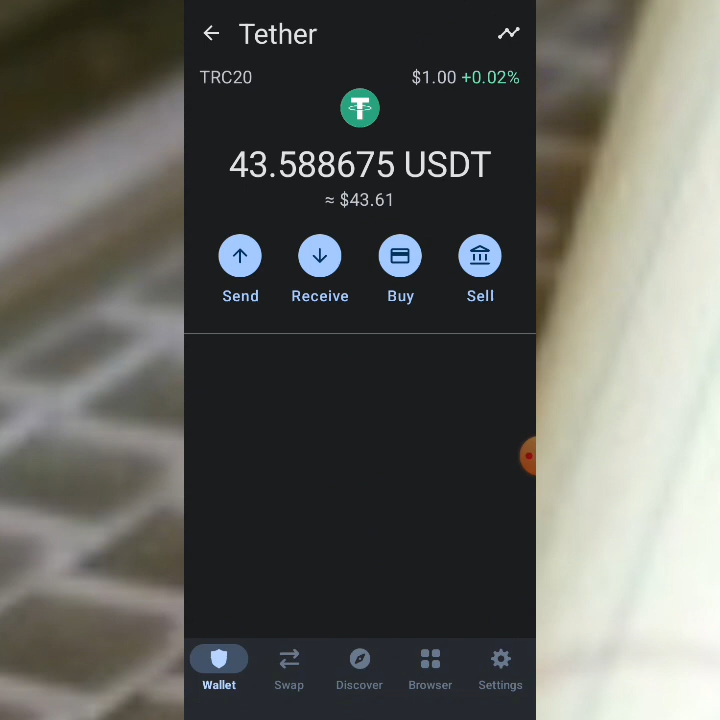 Tether
TRC20 $1.00 +0.02%
43.588675 USDT
≈ $43.61
Send Receive Buy Sell
Wallet Swap Discover Browser Settings